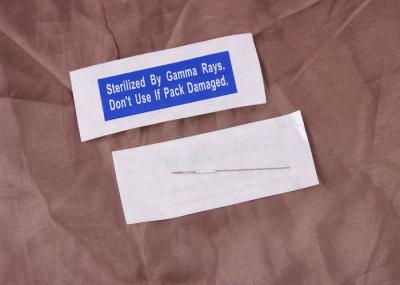 Sterilized By Gamma Rays.
Don't Use If Pack Damaged.